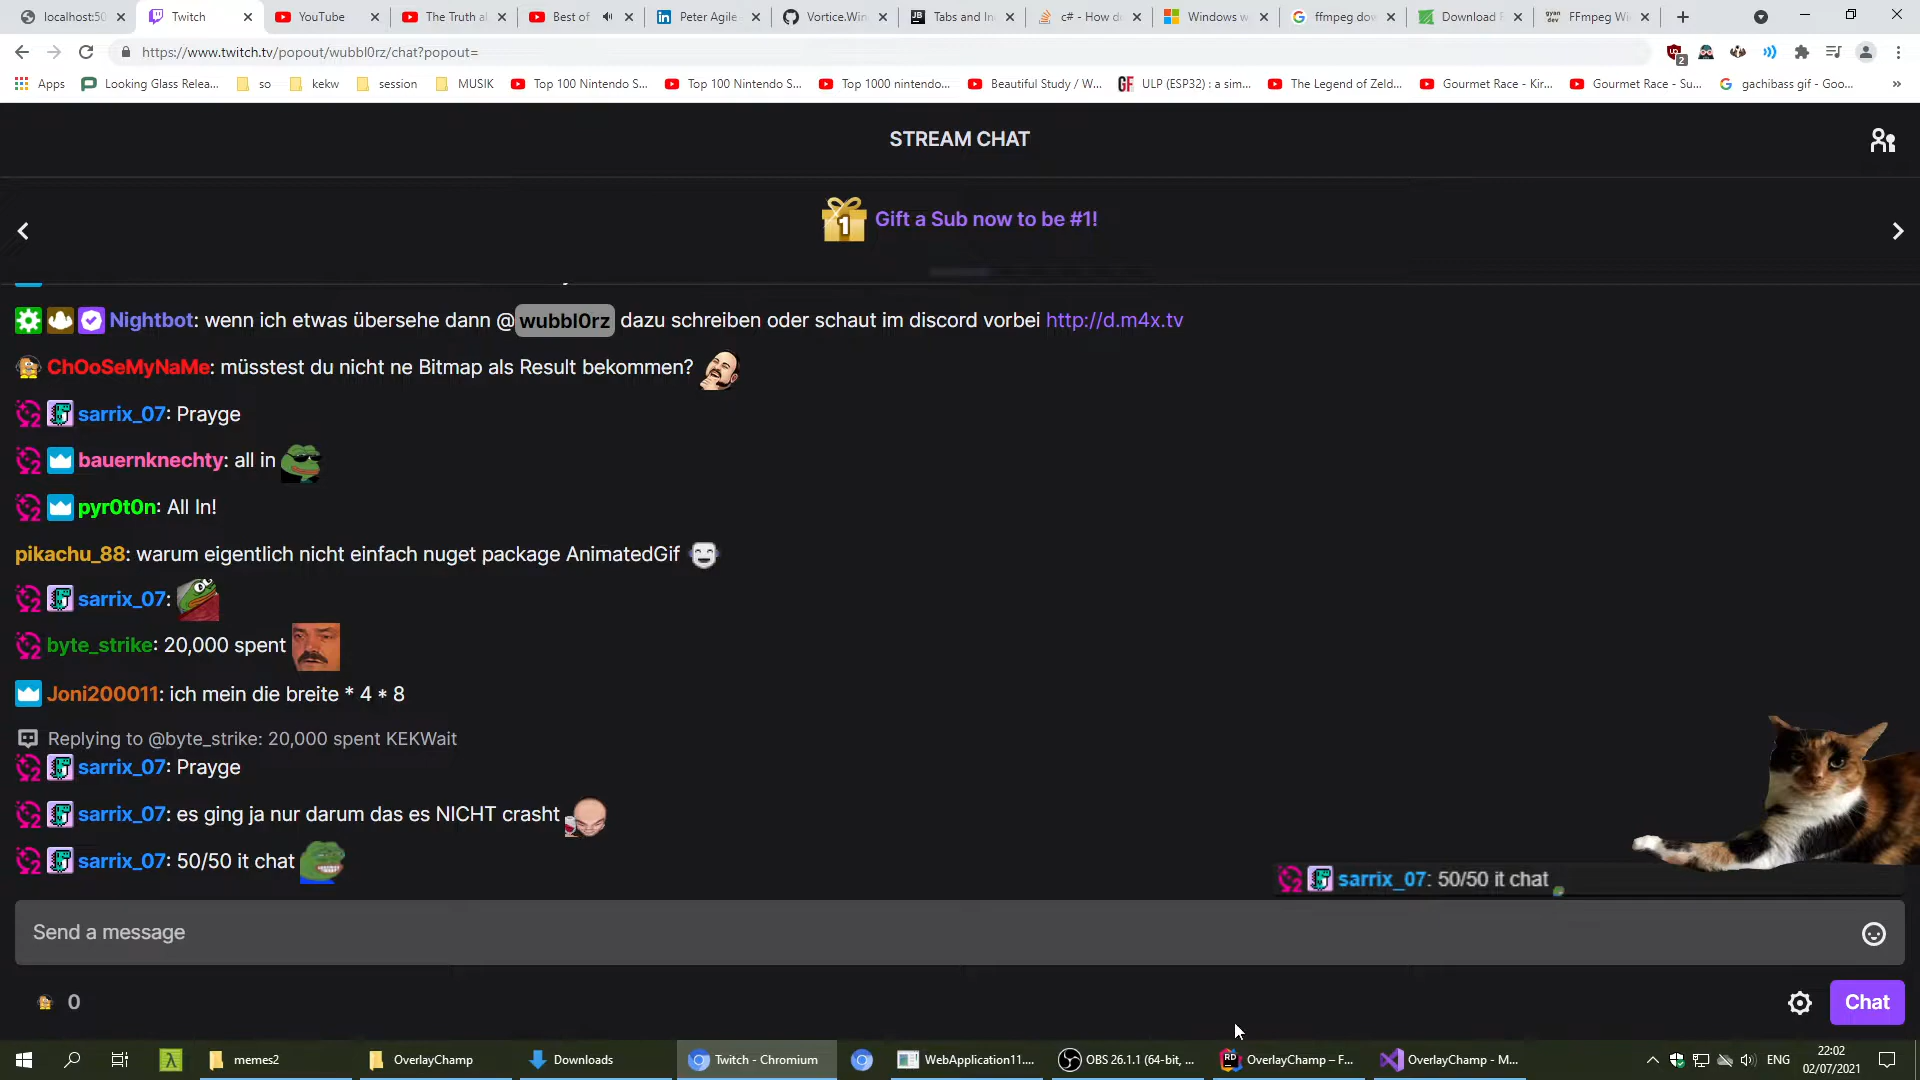 localhost:50
Twitch
YouTube
The Truth a
Best of
Peter Agile
Vortice.Win
Tabs and In
c# - How d
Windows w
ffmpeg dow
Download F
FFmpeg Wi
https://www.twitch.tv/popout/wubbl0rz/chat?popout=
2
Apps
Looking Glass Relea...
so
kekw
session
MUSIK
Top 100 Nintendo S...
Top 100 Nintendo S...
Top 1000 nintendo...
Beautiful Study / W...
ULP (ESP32) : a sim...
The Legend of Zeld...
Gourmet Race - Kir...
Gourmet Race - Su...
gachibass gif - Goo...
STREAM CHAT
1
Gift a Sub now to be #1!
Nightbot: wenn ich etwas übersehe dann @wubbl0rz dazu schreiben oder schaut im discord vorbei http://d.m4x.tv
ChOoSeMyNaMe: müsstest du nicht ne Bitmap als Result bekommen?
sarrix_07: Prayge
bauernknechty: all in
pyr0t0n: All In!
pikachu_88: warum eigentlich nicht einfach nuget package AnimatedGif
sarrix_07:
byte_strike: 20,000 spent
Joni200011: ich mein die breite * 4 * 8
Replying to @byte_strike: 20,000 spent KEKWait
sarrix_07: Prayge
sarrix_07: es ging ja nur darum das es NICHT crasht
sarrix_07: 50/50 it chat
sarrix_07: 50/50 it chat
Send a message
0
Chat
memes2
OverlayChamp
Downloads
Twitch - Chromium
WebApplication11....
OBS 26.1.1 (64-bit, ...
OverlayChamp – F...
OverlayChamp - M...
ENG
22:02
02/07/2021